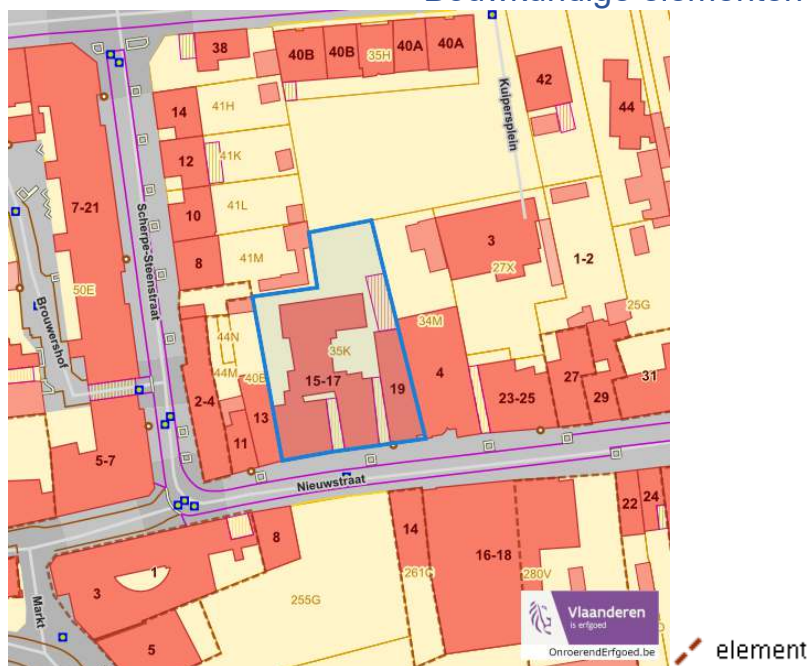 Bouwkundige elementen
38
40B
40B
35H
40A
40A
42
44
Kuipersplein
14
41H
12
41K
10
41L
8
41M
7-21
50E
Scherpe-Steenstraat
Brouwershof
3
27X
1-2
25G
34M
35K
44N
44M
40E
2-4
15-17
19
4
13
11
23-25
27
29
31
5-7
Nieuwstraat
8
14
16-18
22
24
261C
280V
255G
3
1
5
Markt
Vlaanderen
is erfgoed
OnroerendErfgoed.be
element